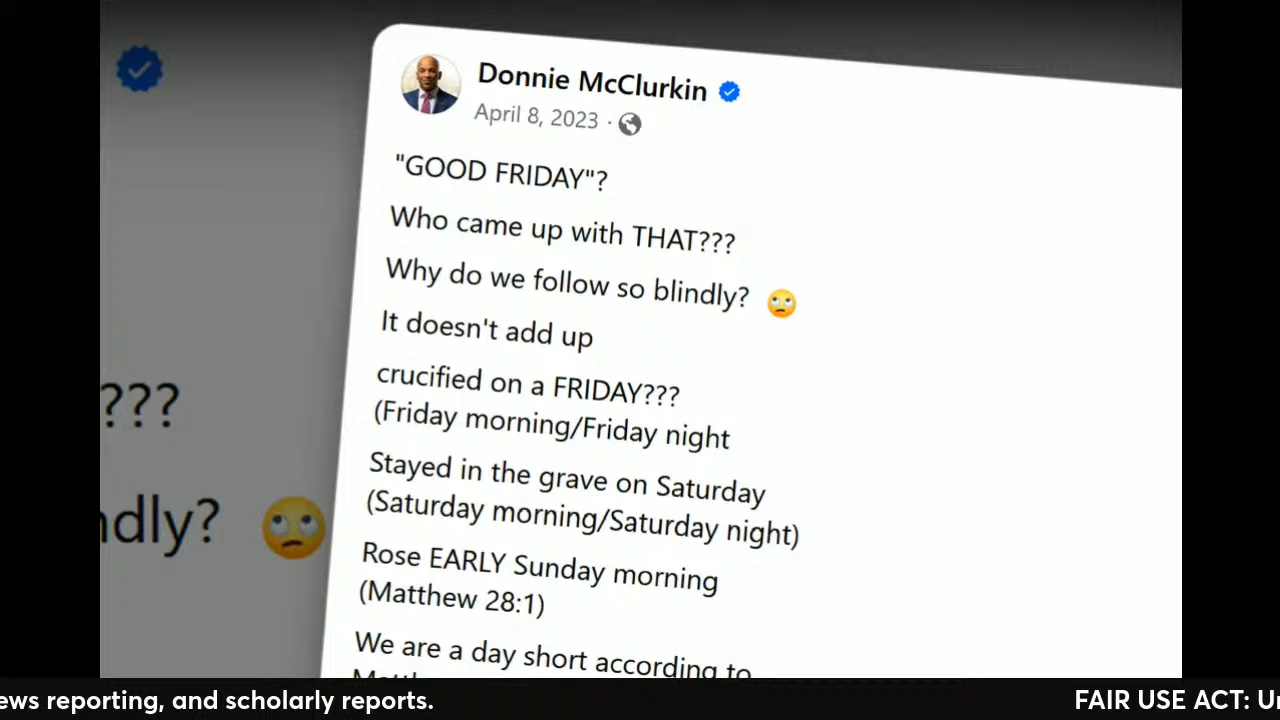 Donnie McClurkin
April 8, 2023 ·
"GOOD FRIDAY"?
Who came up with THAT???
Why do we follow so blindly? 🙄
It doesn't add up
crucified on a FRIDAY???
(Friday morning/Friday night
Stayed in the grave on Saturday
(Saturday morning/Saturday night)
Rose EARLY Sunday morning
(Matthew 28:1)
We are a day short according to
???
ndly? 🙄
ews reporting, and scholarly reports.
FAIR USE ACT: